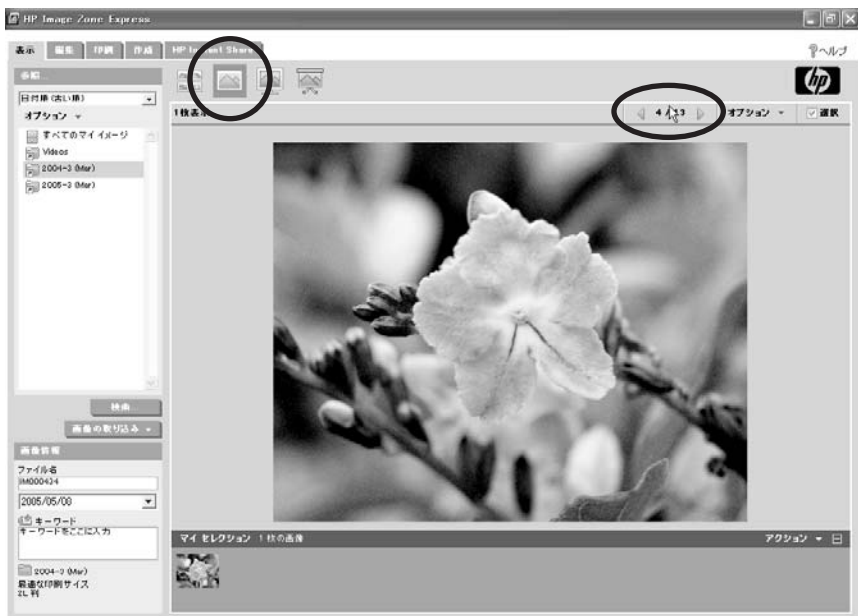 HP Image Zone Express
表示 編集 印刷 作成 HP Instant Share
ヘルプ
参照...
日付順 (古い順)
オプション
すべてのマイ イメージ
Videos
2004-3 (Mar)
2005-3 (Mar)
検索...
画像の取り込み
画像情報
ファイル名
IM000434
2005/05/08
キーワード
キーワードをここに入力
2004-3 (Mar)
最適な印刷サイズ
2L 判
hp
1枚表示
4 / 13
オプション
選択
マイ セレクション 1 枚の画像
アクション